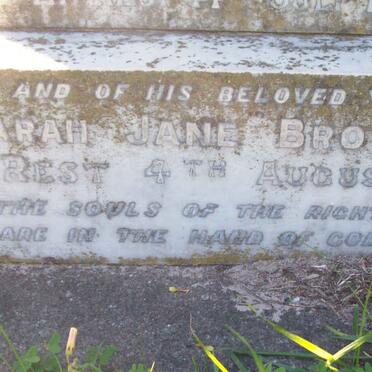 AND OF HIS BELOVED
ARAH JANE BRO
REST 4TH AUGUS
THE SOULS OF THE RIGHT
ARE IN THE HAND OF GOD